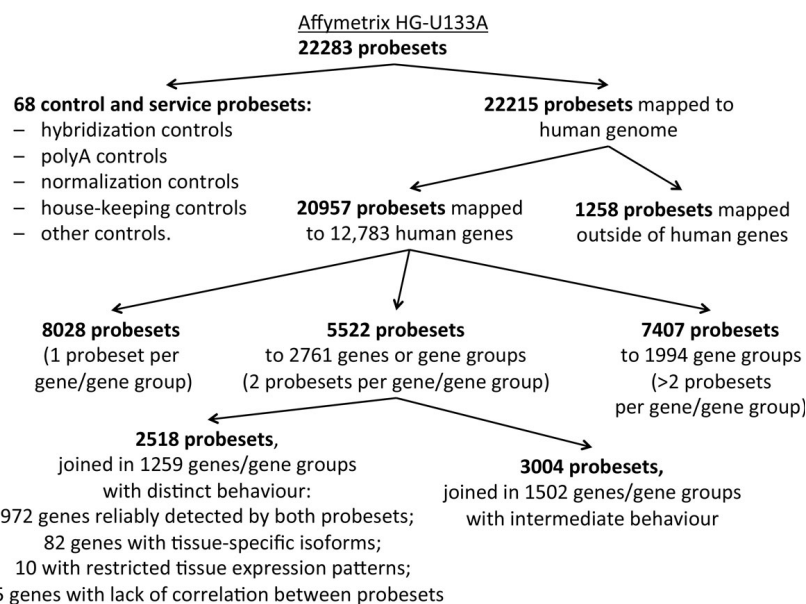 Affymetrix HG-U133A
22283 probesets
68 control and service probesets:
– hybridization controls
– polyA controls
– normalization controls
– house-keeping controls
– other controls.
22215 probesets mapped to
human genome
20957 probesets mapped
to 12,783 human genes
1258 probesets mapped
outside of human genes
8028 probesets
(1 probeset per
gene/gene group)
5522 probesets
to 2761 genes or gene groups
(2 probesets per gene/gene group)
7407 probesets
to 1994 gene groups
(>2 probesets
per gene/gene group)
2518 probesets,
joined in 1259 genes/gene groups
with distinct behaviour:
972 genes reliably detected by both probesets;
82 genes with tissue-specific isoforms;
10 with restricted tissue expression patterns;
genes with lack of correlation between probesets
3004 probesets,
joined in 1502 genes/gene groups
with intermediate behaviour